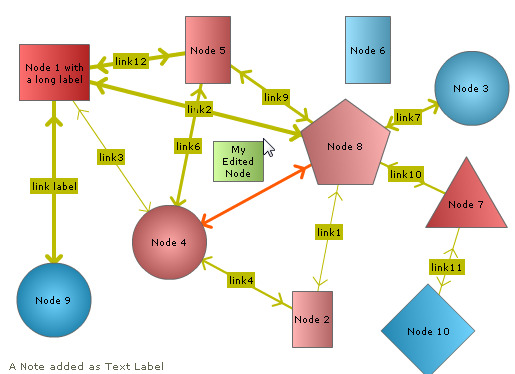 Node 5
Node 6
Node 1 with
a long label
link12
Node 3
link9
link2
link7
link6
My
Edited
Node
Node 8
link3
link10
link label
Node 7
link1
Node 4
link11
link4
Node 9
Node 2
Node 10
A Note added as Text Label